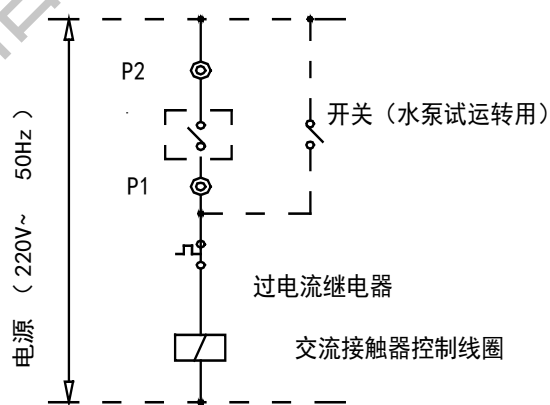 P2
开关（水泵试运转用）
P1
过电流继电器
交流接触器控制线圈
电源（220V~ 50Hz）